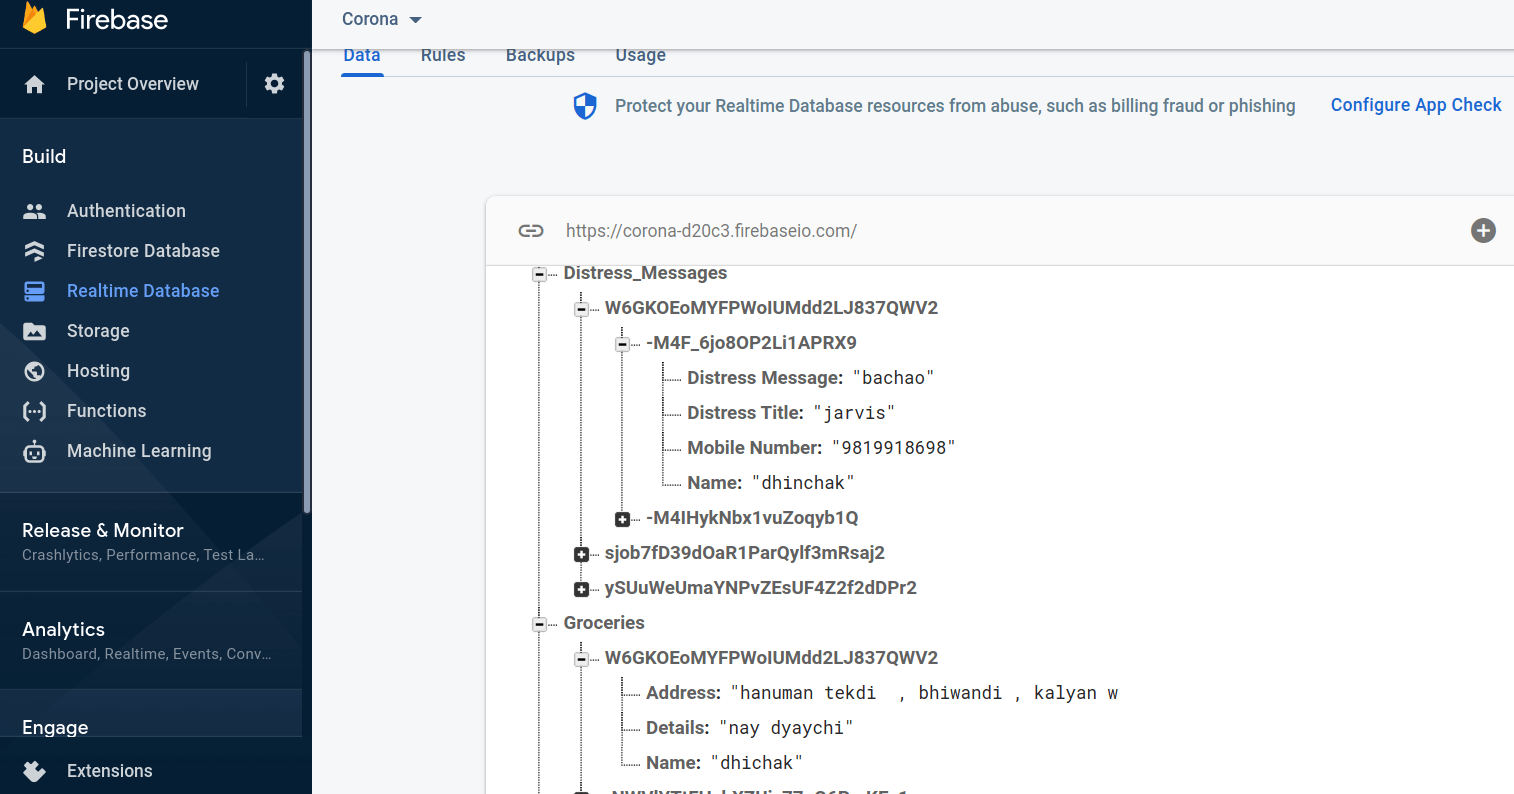 Firebase
Corona
Project Overview
Data Rules Backups Usage
Protect your Realtime Database resources from abuse, such as billing fraud or phishing Configure App Check
Build
Authentication
Firestore Database
Realtime Database
Storage
Hosting
Functions
Machine Learning
Release & Monitor
Crashlytics, Performance, Test La...
Analytics
Dashboard, Realtime, Events, Conv...
Engage
Extensions
https://corona-d20c3.firebaseio.com/
Distress_Messages
W6GKOEoMYFPWoIUMdd2LJ837QWV2
-M4F_6jo8OP2Li1APRX9
Distress Message: "bachao"
Distress Title: "jarvis"
Mobile Number: "9819918698"
Name: "dhinchak"
-M4IHykNbx1vuZoqyb1Q
sjob7fD39dOaR1ParQylf3mRsaj2
ySUuWeUmaYNPvZEsUF4Z2f2dDPr2
Groceries
W6GKOEoMYFPWoIUMdd2LJ837QWV2
Address: "hanuman tekdi  , bhiwandi , kalyan w
Details: "nay dyaychi"
Name: "dhichak"